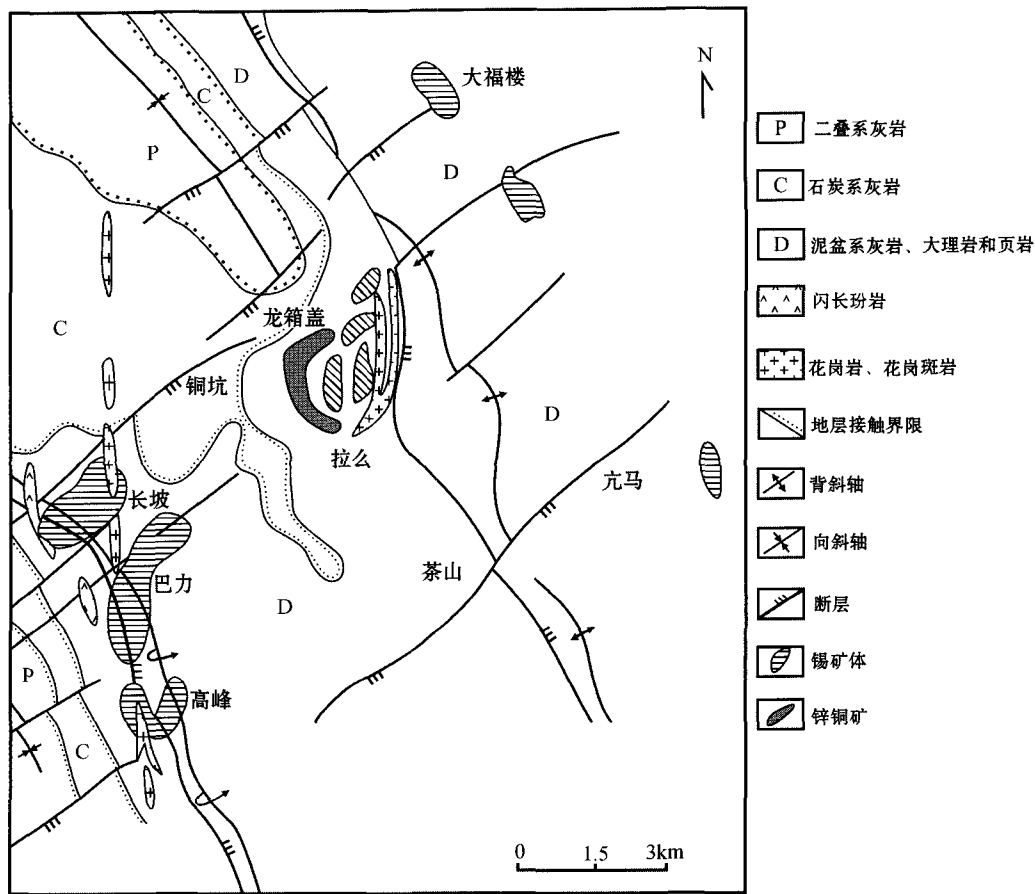 N
大福楼
D
C
P
D
龙箱盖
C
铜坑
拉么
D
亢马
长坡
茶山
巴力
D
P
高峰
C
0 1.5 3km
P 二叠系灰岩
C 石炭系灰岩
D 泥盆系灰岩、大理岩和页岩
闪长玢岩
花岗岩、花岗斑岩
地层接触界限
背斜轴
向斜轴
断层
锡矿体
锌铜矿